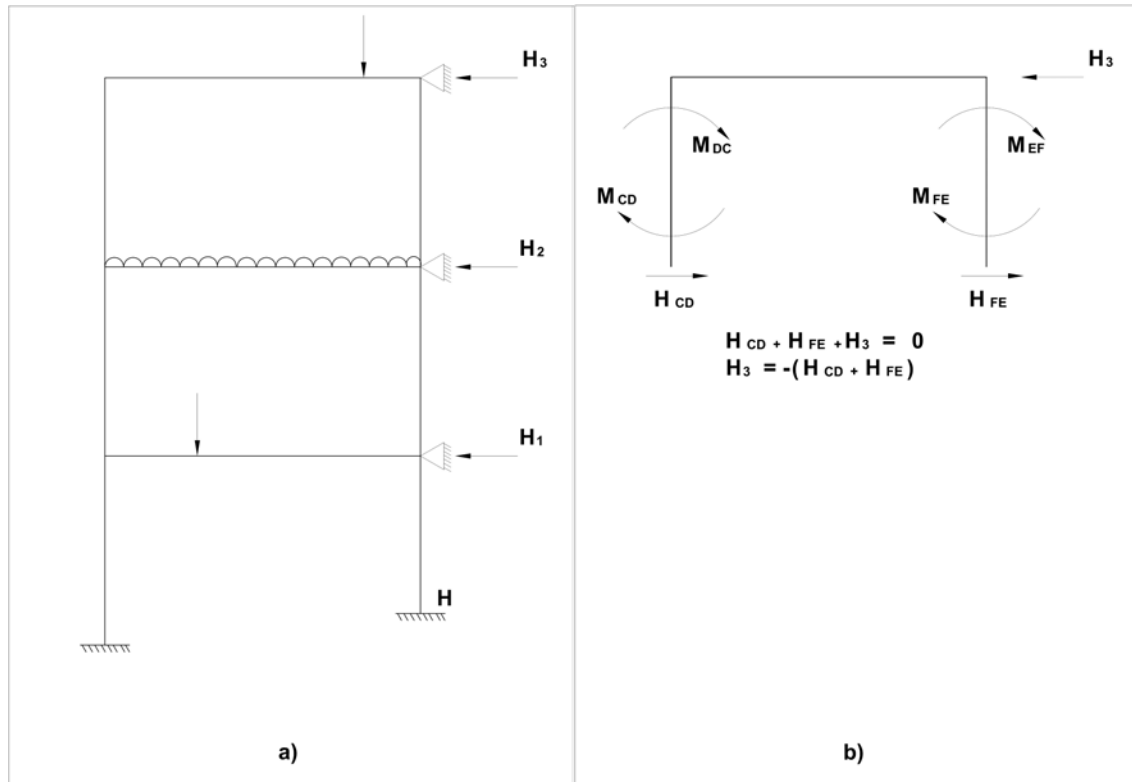 H3
H2
H1
H
a)
H3
MDC
MEF
MCD
MFE
HCD
HFE
HCD + HFE + H3 = 0
H3 = -( HCD + HFE )
b)